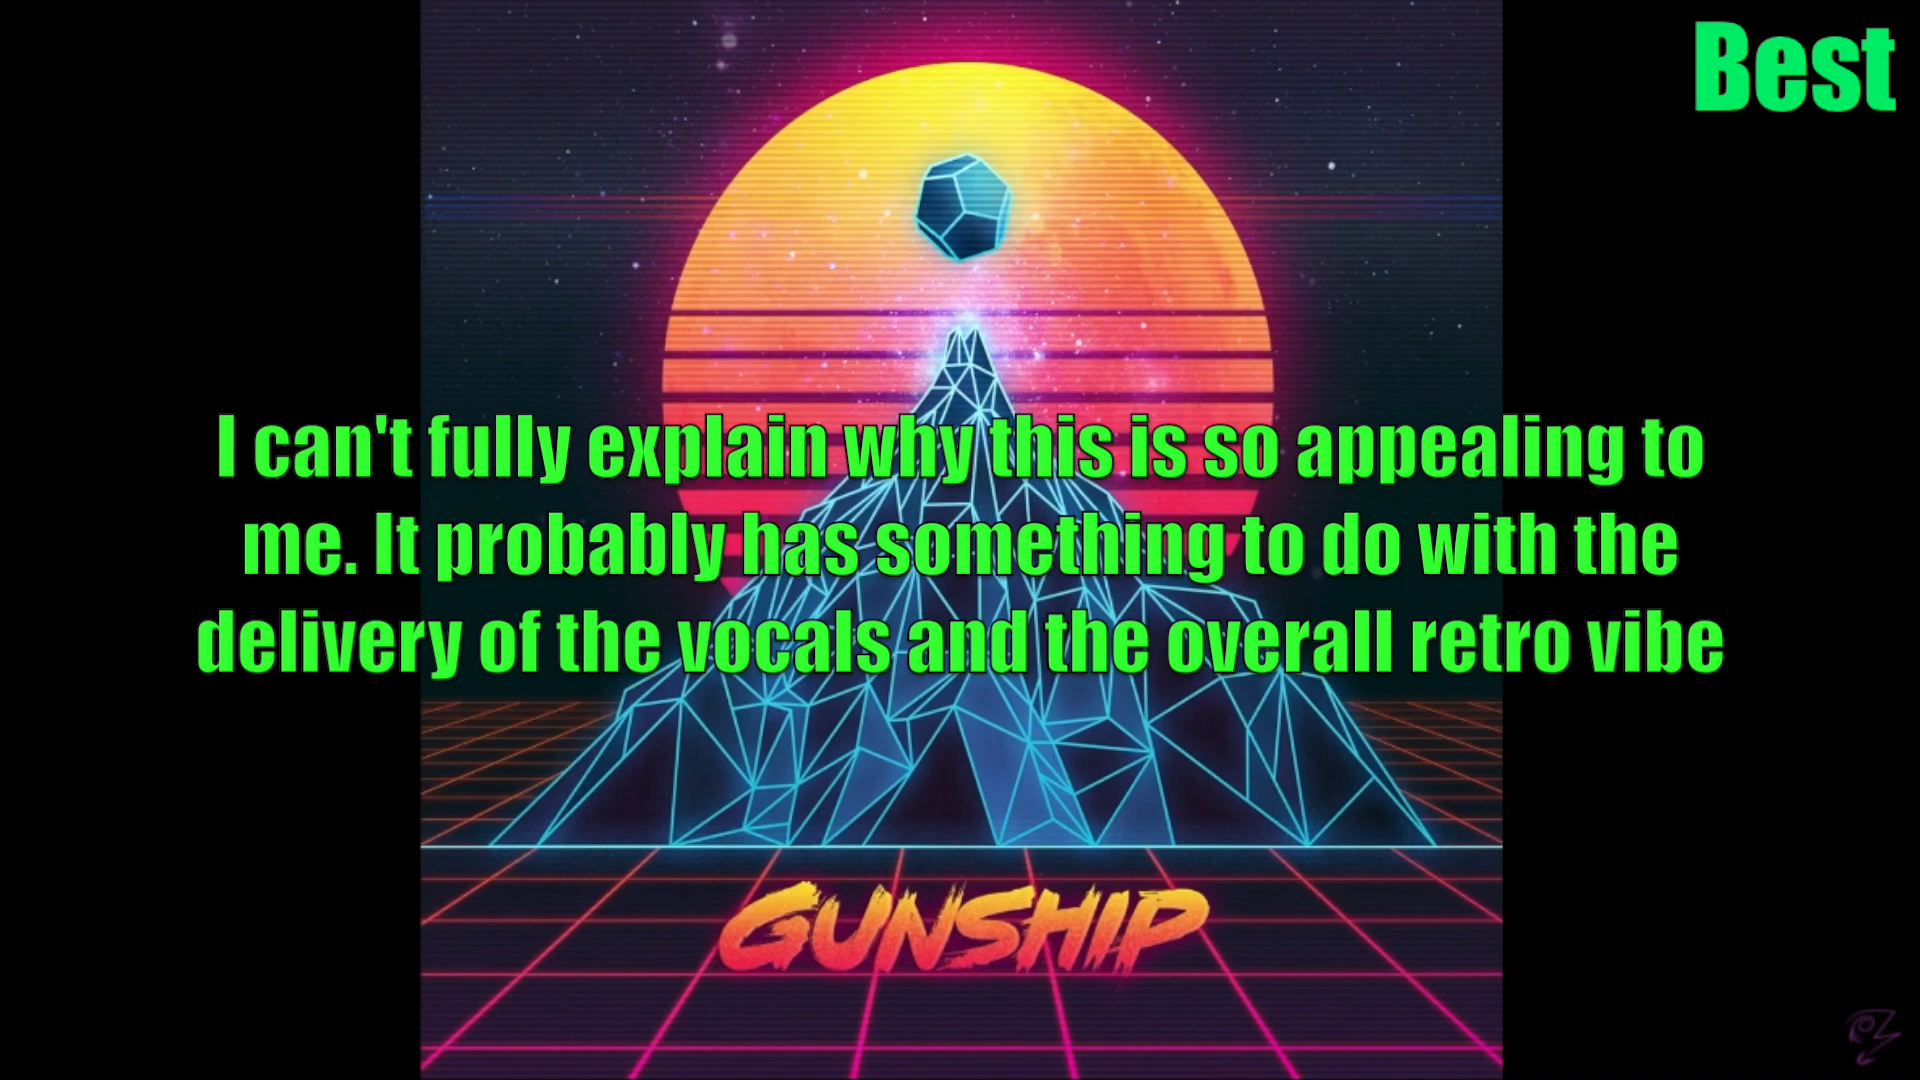 Best
I can't fully explain why this is so appealing to
me. It probably has something to do with the
delivery of the vocals and the overall retro vibe
GUNSHIP